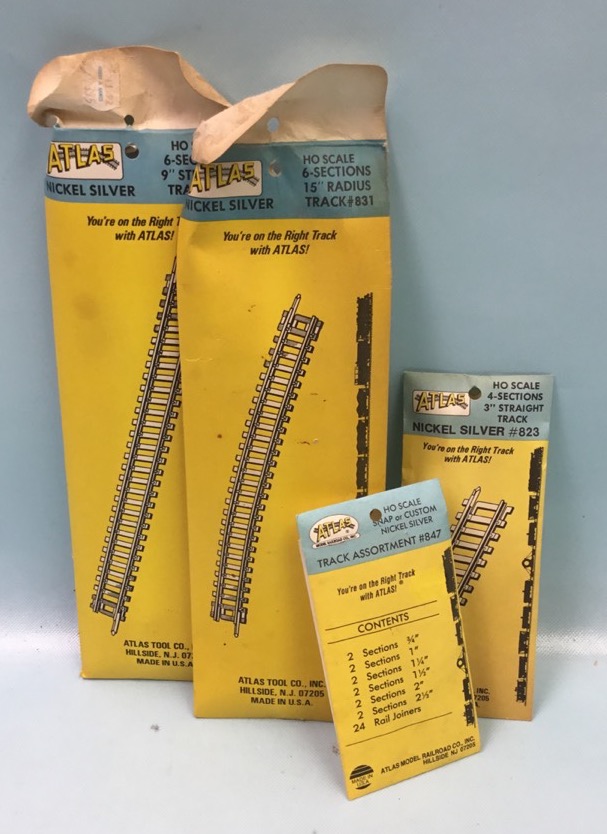 ATLAS
HO
NICKEL SILVER
9" ST
You're on the Right
with ATLAS!
ATLAS TOOL CO.,
HILLSIDE, N.J. 07
MADE IN U.S.A
ATLAS
NICKEL SILVER
HO SCALE
6-SECTIONS
15" RADIUS
TRACK#831
You're on the Right Track
with ATLAS!
ATLAS TOOL CO., INC.
HILLSIDE, N.J. 07205
MADE IN U.S.A.
ATLAS
HO SCALE
4-SECTIONS
3" STRAIGHT
TRACK
NICKEL SILVER #823
You're on the Right Track
with ATLAS!
INC.
7205
ATLAS
HO SCALE
SNAP or CUSTOM
NICKEL SILVER
TRACK ASSORTMENT #847
You're on the Right Track
with ATLAS!
CONTENTS
2 Sections ¾"
2 Sections 1"
2 Sections 1¼"
2 Sections 1½"
2 Sections 2"
2 Sections 2½"
24 Rail Joiners
MADE IN
U.S.A.
ATLAS MODEL RAILROAD CO., INC.
HILLSIDE NJ 07205